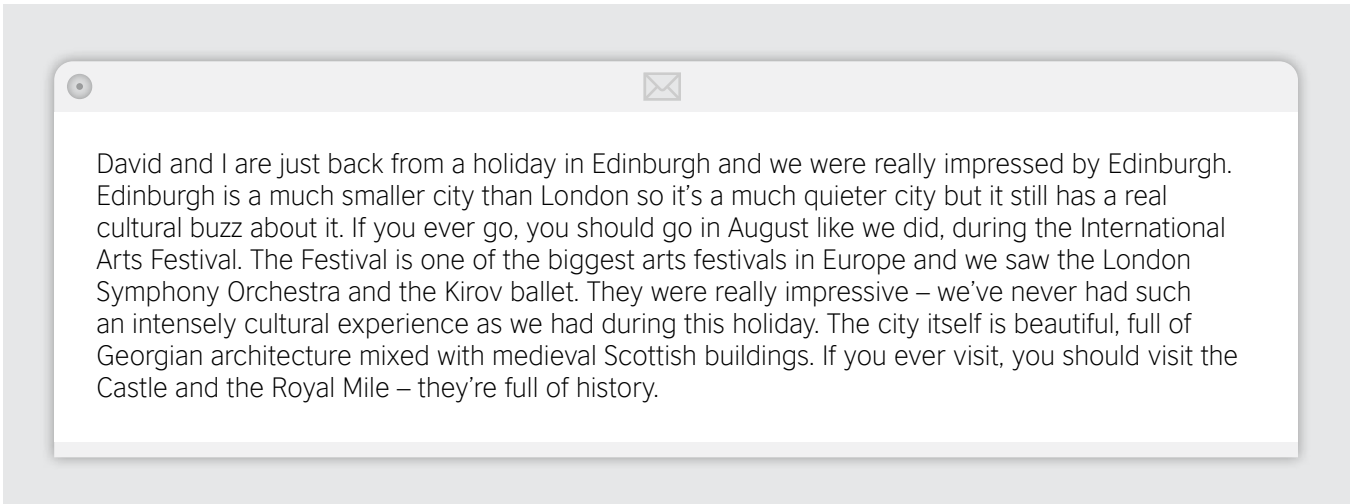 David and I are just back from a holiday in Edinburgh and we were really impressed by Edinburgh.
Edinburgh is a much smaller city than London so it’s a much quieter city but it still has a real
cultural buzz about it. If you ever go, you should go in August like we did, during the International
Arts Festival. The Festival is one of the biggest arts festivals in Europe and we saw the London
Symphony Orchestra and the Kirov ballet. They were really impressive – we’ve never had such
an intensely cultural experience as we had during this holiday. The city itself is beautiful, full of
Georgian architecture mixed with medieval Scottish buildings. If you ever visit, you should visit the
Castle and the Royal Mile – they’re full of history.